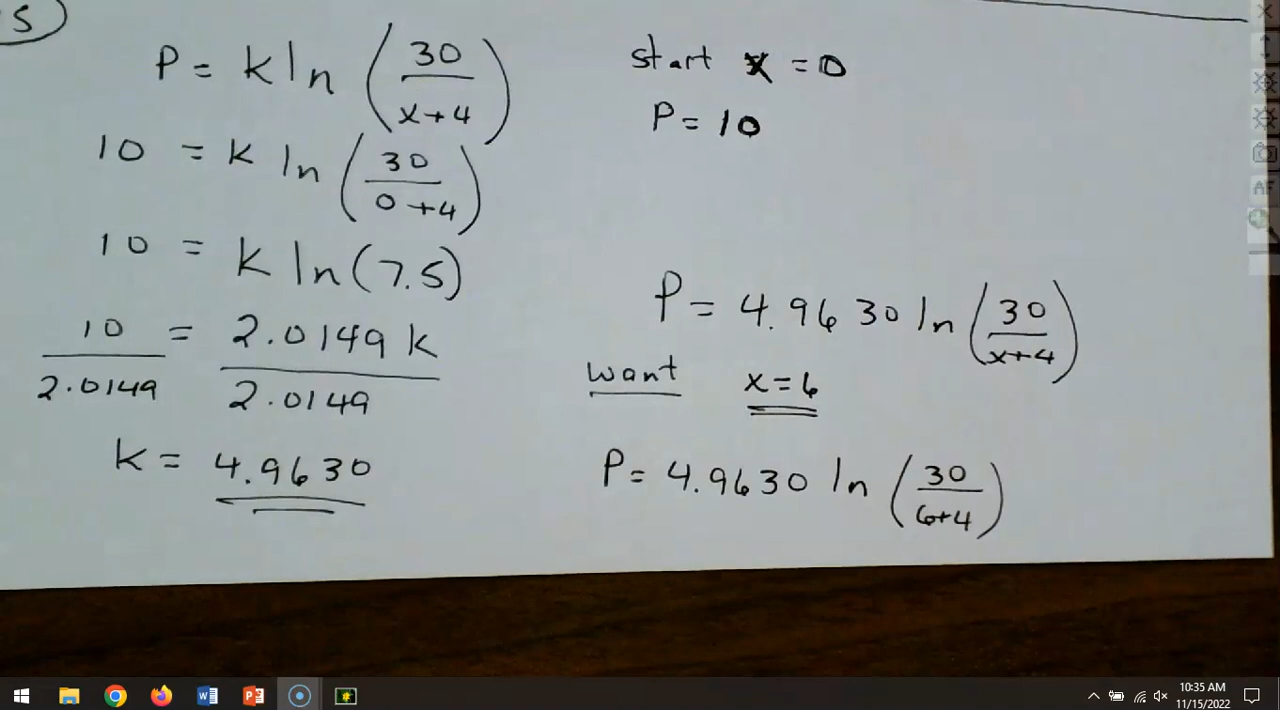 5
P = k ln (30/(x+4))
10 = k ln (30/(0+4))
10 = k ln(7.5)
10/2.0149 = 2.0149 k/2.0149
k = 4.9630
start x = 0
P = 10
P = 4.9630 ln (30/(x+4))
want x = 6
P = 4.9630 ln (30/(6+4))
AF
10:35 AM
11/15/2022